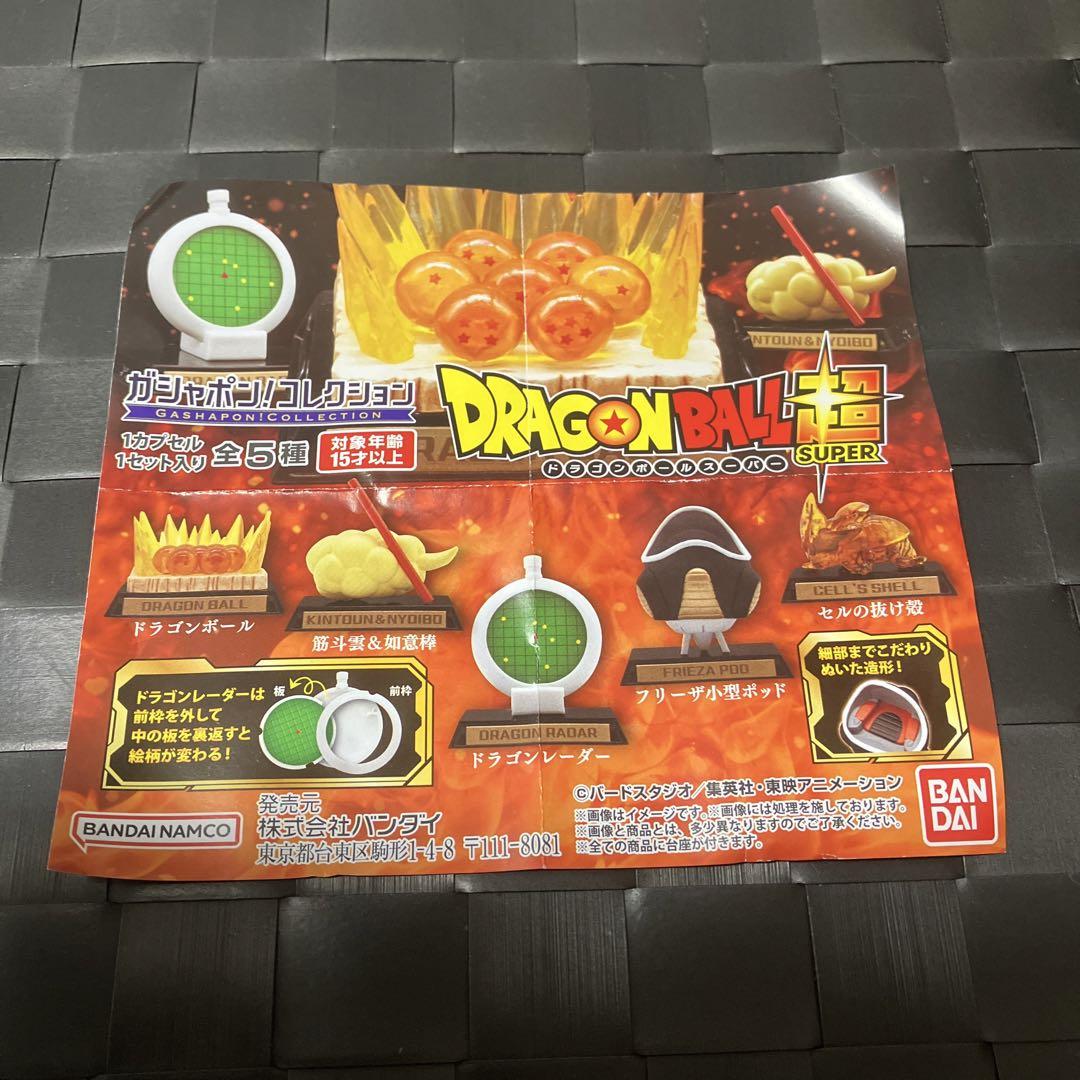 NTOUN & NYOIBO
ガシャポン!コレクション
GASHAPON!COLLECTION
1カプセル
1セット入り
全5種
対象年齢
15才以上
DRAGON BALL超
SUPER
ドラゴンボールスーパー
DRAGON BALL
ドラゴンボール
KINTOUN & NYOIBO
筋斗雲&如意棒
DRAGON RADAR
ドラゴンレーダー
FRIEZA POD
フリーザ小型ポッド
CELL'S SHELL
セルの抜け殻
ドラゴンレーダーは
前枠を外して
中の板を裏返すと
絵柄が変わる!
板
前枠
細部までこだわり
ぬいた造形!
BANDAI NAMCO
発売元
株式会社バンダイ
東京都台東区駒形1-4-8 〒111-8081
©バードスタジオ/集英社・東映アニメーション
※画像はイメージです。※画像には処理を施しております。
※画像と商品とは、多少異なりますのでご了承ください。
※全ての商品に台座が付きます。
BAN
DAI